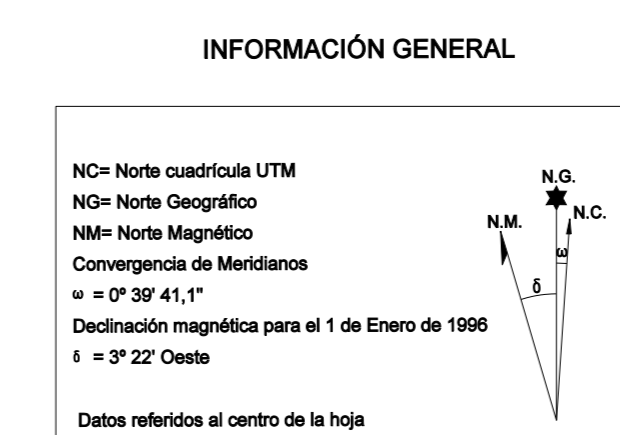 INFORMACIÓN GENERAL
NC= Norte cuadrícula UTM
NG= Norte Geográfico
NM= Norte Magnético
Convergencia de Meridianos
ω = 0º 39' 41,1"
Declinación magnética para el 1 de Enero de 1996
δ = 3º 22' Oeste
Datos referidos al centro de la hoja
N.G.
N.M.
N.C.
ω
δ